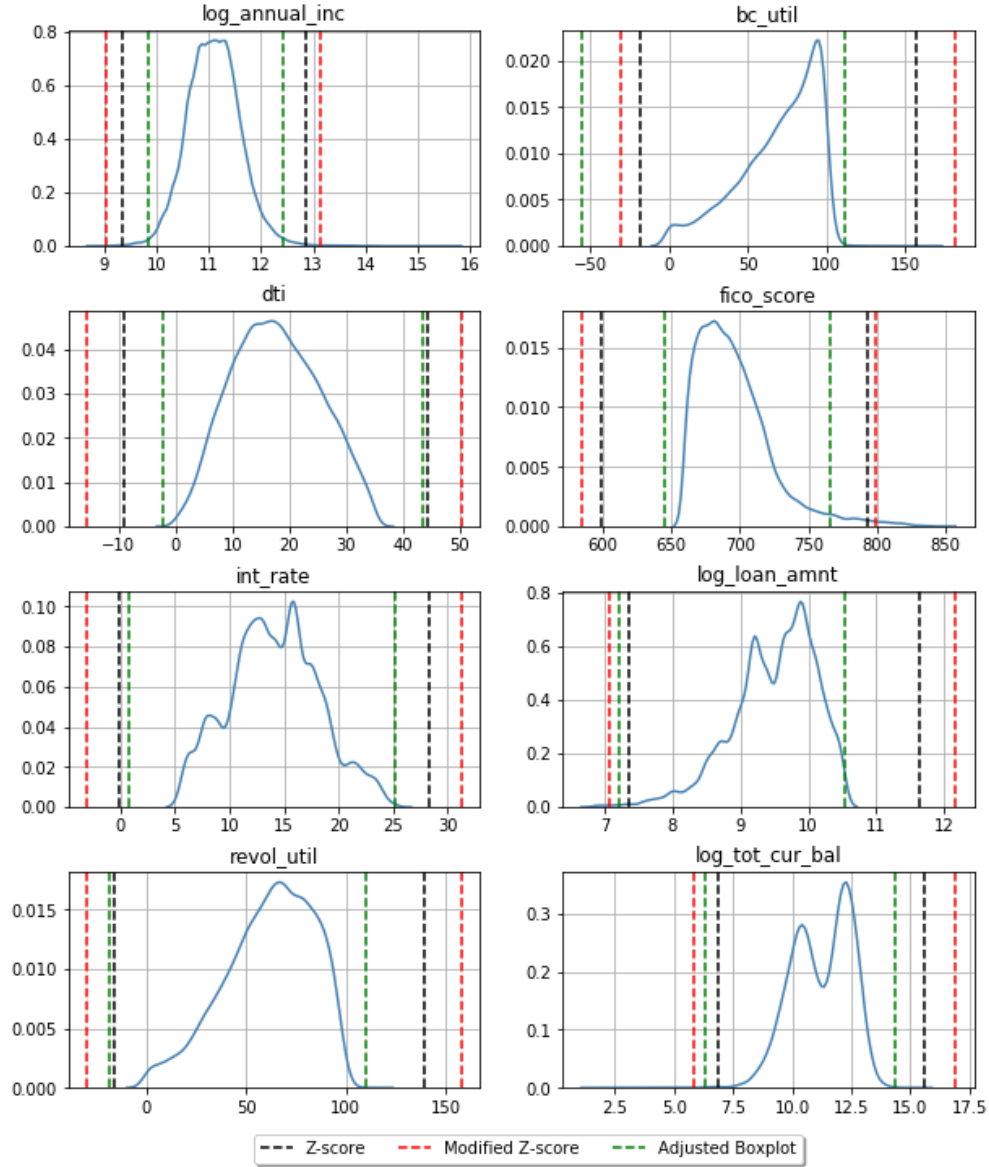 log_annual_inc
0.8
0.6
0.4
0.2
0.0
9 10 11 12 13 14 15 16
bc_util
0.020
0.015
0.010
0.005
0.000
−50 0 50 100 150
dti
0.04
0.03
0.02
0.01
0.00
−10 0 10 20 30 40 50
fico_score
0.015
0.010
0.005
0.000
600 650 700 750 800 850
int_rate
0.10
0.08
0.06
0.04
0.02
0.00
0 5 10 15 20 25 30
log_loan_amnt
0.8
0.6
0.4
0.2
0.0
7 8 9 10 11 12
revol_util
0.015
0.010
0.005
0.000
0 50 100 150
log_tot_cur_bal
0.3
0.2
0.1
0.0
2.5 5.0 7.5 10.0 12.5 15.0 17.5
Z-score Modified Z-score Adjusted Boxplot